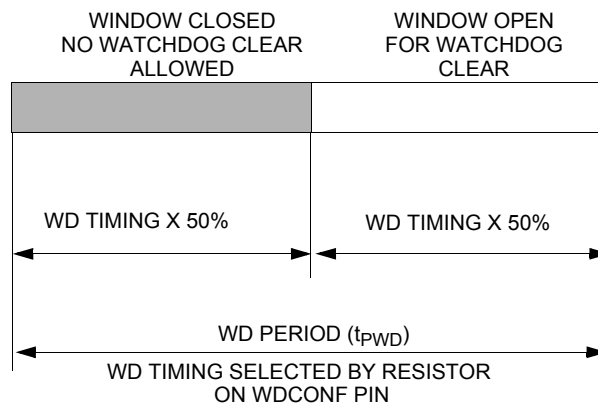 WINDOW CLOSED
NO WATCHDOG CLEAR
ALLOWED
WINDOW OPEN
FOR WATCHDOG
CLEAR
WD TIMING X 50%
WD TIMING X 50%
WD PERIOD (tPWD)
WD TIMING SELECTED BY RESISTOR
ON WDCONF PIN